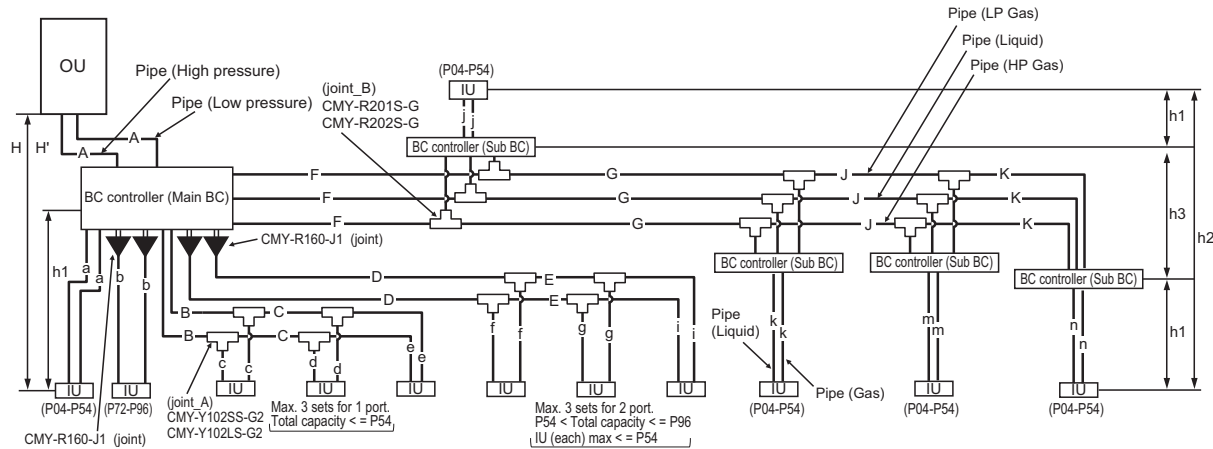 OU
Pipe (High pressure)
Pipe (Low pressure)
A
A
H
H'
(joint_B)
CMY-R201S-G
CMY-R202S-G
(P04-P54)
IU
j
j
BC controller (Sub BC)
Pipe (LP Gas)
Pipe (Liquid)
Pipe (HP Gas)
h1
BC controller (Main BC)
F
G
J
K
F
G
J
K
F
G
J
K
h3
h2
CMY-R160-J1 (joint)
BC controller (Sub BC)
BC controller (Sub BC)
BC controller (Sub BC)
h1
a
a
b
b
D
E
D
E
B
C
B
C
c
c
d
d
e
e
f
f
g
g
i
i
Pipe
(Liquid)
k
k
m
m
n
n
h1
Pipe (Gas)
IU
IU
IU
IU
IU
IU
IU
IU
IU
IU
IU
(P04-P54)
(P72-P96)
(joint_A)
CMY-Y102SS-G2
CMY-Y102LS-G2
Max. 3 sets for 1 port.
Total capacity <= P54
Max. 3 sets for 2 port.
P54 < Total capacity <= P96
IU (each) max <= P54
(P04-P54)
(P04-P54)
(P04-P54)
CMY-R160-J1 (joint)